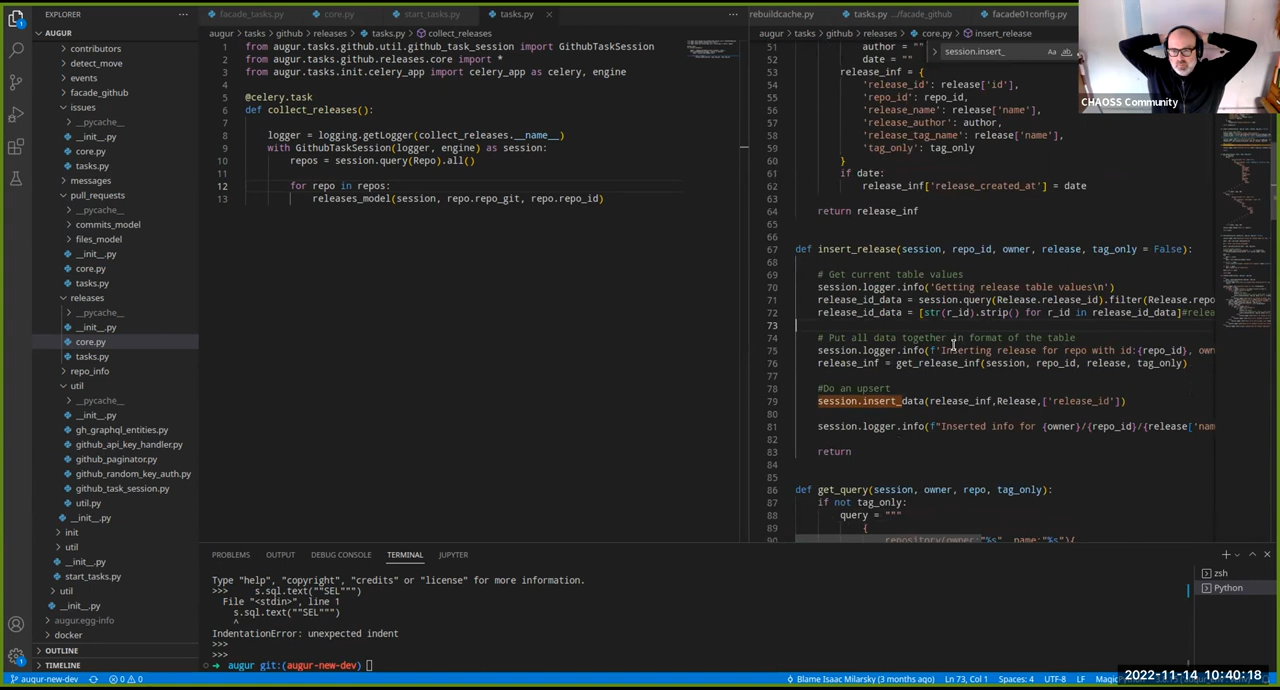 EXPLORER
AUGUR
contributors
detect_move
events
facade_github
issues
__pycache__
__init__.py
core.py
tasks.py
messages
pull_requests
__pycache__
commits_model
files_model
__init__.py
core.py
tasks.py
releases
__pycache__
__init__.py
core.py
tasks.py
repo_info
util
__pycache__
__init__.py
gh_graphql_entities.py
github_api_key_handler.py
github_paginator.py
github_random_key_auth.py
github_task_session.py
util.py
__init__.py
init
util
__init__.py
start_tasks.py
util
__init__.py
augur.egg-info
docker
OUTLINE
TIMELINE
facade_tasks.py
core.py
start_tasks.py
tasks.py
augur > tasks > github > releases > tasks.py > collect_releases
1 from augur.tasks.github.util.github_task_session import GithubTaskSession
2 from augur.tasks.github.releases.core import *
3 from augur.tasks.init.celery_app import celery_app as celery, engine
4
5 @celery.task
6 def collect_releases():
7
8 logger = logging.getLogger(collect_releases.__name__)
9 with GithubTaskSession(logger, engine) as session:
10 repos = session.query(Repo).all()
11
12 for repo in repos:
13 releases_model(session, repo.repo_git, repo.repo_id)
rebuildcache.py
tasks.py .../facade_github
facade01config.py
augur > tasks > github > releases > core.py > insert_release
session.insert_
Aa ab
51 author = ""
52 date = ""
53 release_inf = {
54 'release_id': release['id'],
55 'repo_id': repo_id,
56 'release_name': release['name'],
57 'release_author': author,
58 'release_tag_name': release['name'],
59 'tag_only': tag_only
60 }
61 if date:
62 release_inf['release_created_at'] = date
63
64 return release_inf
65
66
67 def insert_release(session, repo_id, owner, release, tag_only = False):
68
69 # Get current table values
70 session.logger.info('Getting release table values\n')
71 release_id_data = session.query(Release.release_id).filter(Release.repo
72 release_id_data = [str(r_id).strip() for r_id in release_id_data]#relea
73
74 # Put all data together in format of the table
75 session.logger.info(f'Inserting release for repo with id:{repo_id}, own
76 release_inf = get_release_inf(session, repo_id, release, tag_only)
77
78 #Do an upsert
79 session.insert_data(release_inf,Release,['release_id'])
80
81 session.logger.info(f"Inserted info for {owner}/{repo_id}/{release['nam
82
83 return
84
85
86 def get_query(session, owner, repo, tag_only):
87 if not tag_only:
88 query = """
89 {
90 repository(owner:"%s", name:"%s"){
CHAOSS Community
PROBLEMS OUTPUT DEBUG CONSOLE TERMINAL JUPYTER
Type "help", "copyright", "credits" or "license" for more information.
>>> s.sql.text(""SEL""")
File "<stdin>", line 1
s.sql.text(""SEL""")
^
IndentationError: unexpected indent
>>>
>>>
augur git:(augur-new-dev)
zsh
Python
augur-new-dev
0 0
Blame Isaac Milarsky (3 months ago)
Ln 73, Col 1
Spaces: 4
UTF-8
LF
2022-11-14 10:40:18